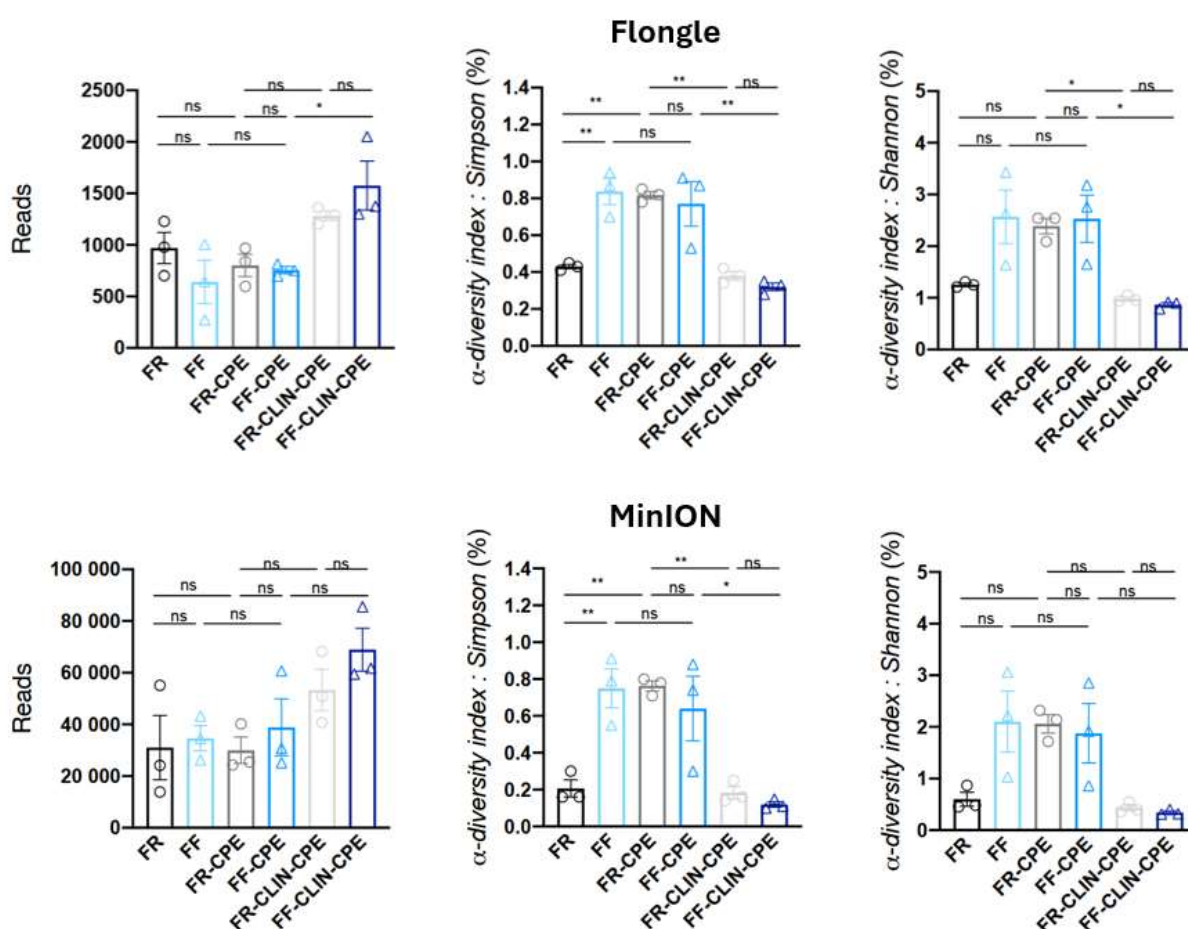 Flongle
Reads
2500
2000
1500
1000
500
0
ns
ns
ns
ns
*
ns
ns
FR
FF
FR-CPE
FF-CPE
FR-CLIN-CPE
FF-CLIN-CPE
α-diversity index : Simpson (%)
1.4
1.2
1.0
0.8
0.6
0.4
0.2
0.0
**
ns
**
ns
**
**
ns
FR
FF
FR-CPE
FF-CPE
FR-CLIN-CPE
FF-CLIN-CPE
α-diversity index : Shannon (%)
5
4
3
2
1
0
*
ns
ns
ns
*
ns
ns
FR
FF
FR-CPE
FF-CPE
FR-CLIN-CPE
FF-CLIN-CPE
MinION
Reads
100 000
80 000
60 000
40 000
20 000
0
ns
ns
ns
ns
ns
ns
ns
FR
FF
FR-CPE
FF-CPE
FR-CLIN-CPE
FF-CLIN-CPE
α-diversity index : Simpson (%)
1.4
1.2
1.0
0.8
0.6
0.4
0.2
0.0
**
ns
**
ns
*
**
ns
FR
FF
FR-CPE
FF-CPE
FR-CLIN-CPE
FF-CLIN-CPE
α-diversity index : Shannon (%)
5
4
3
2
1
0
ns
ns
ns
ns
ns
ns
ns
FR
FF
FR-CPE
FF-CPE
FR-CLIN-CPE
FF-CLIN-CPE